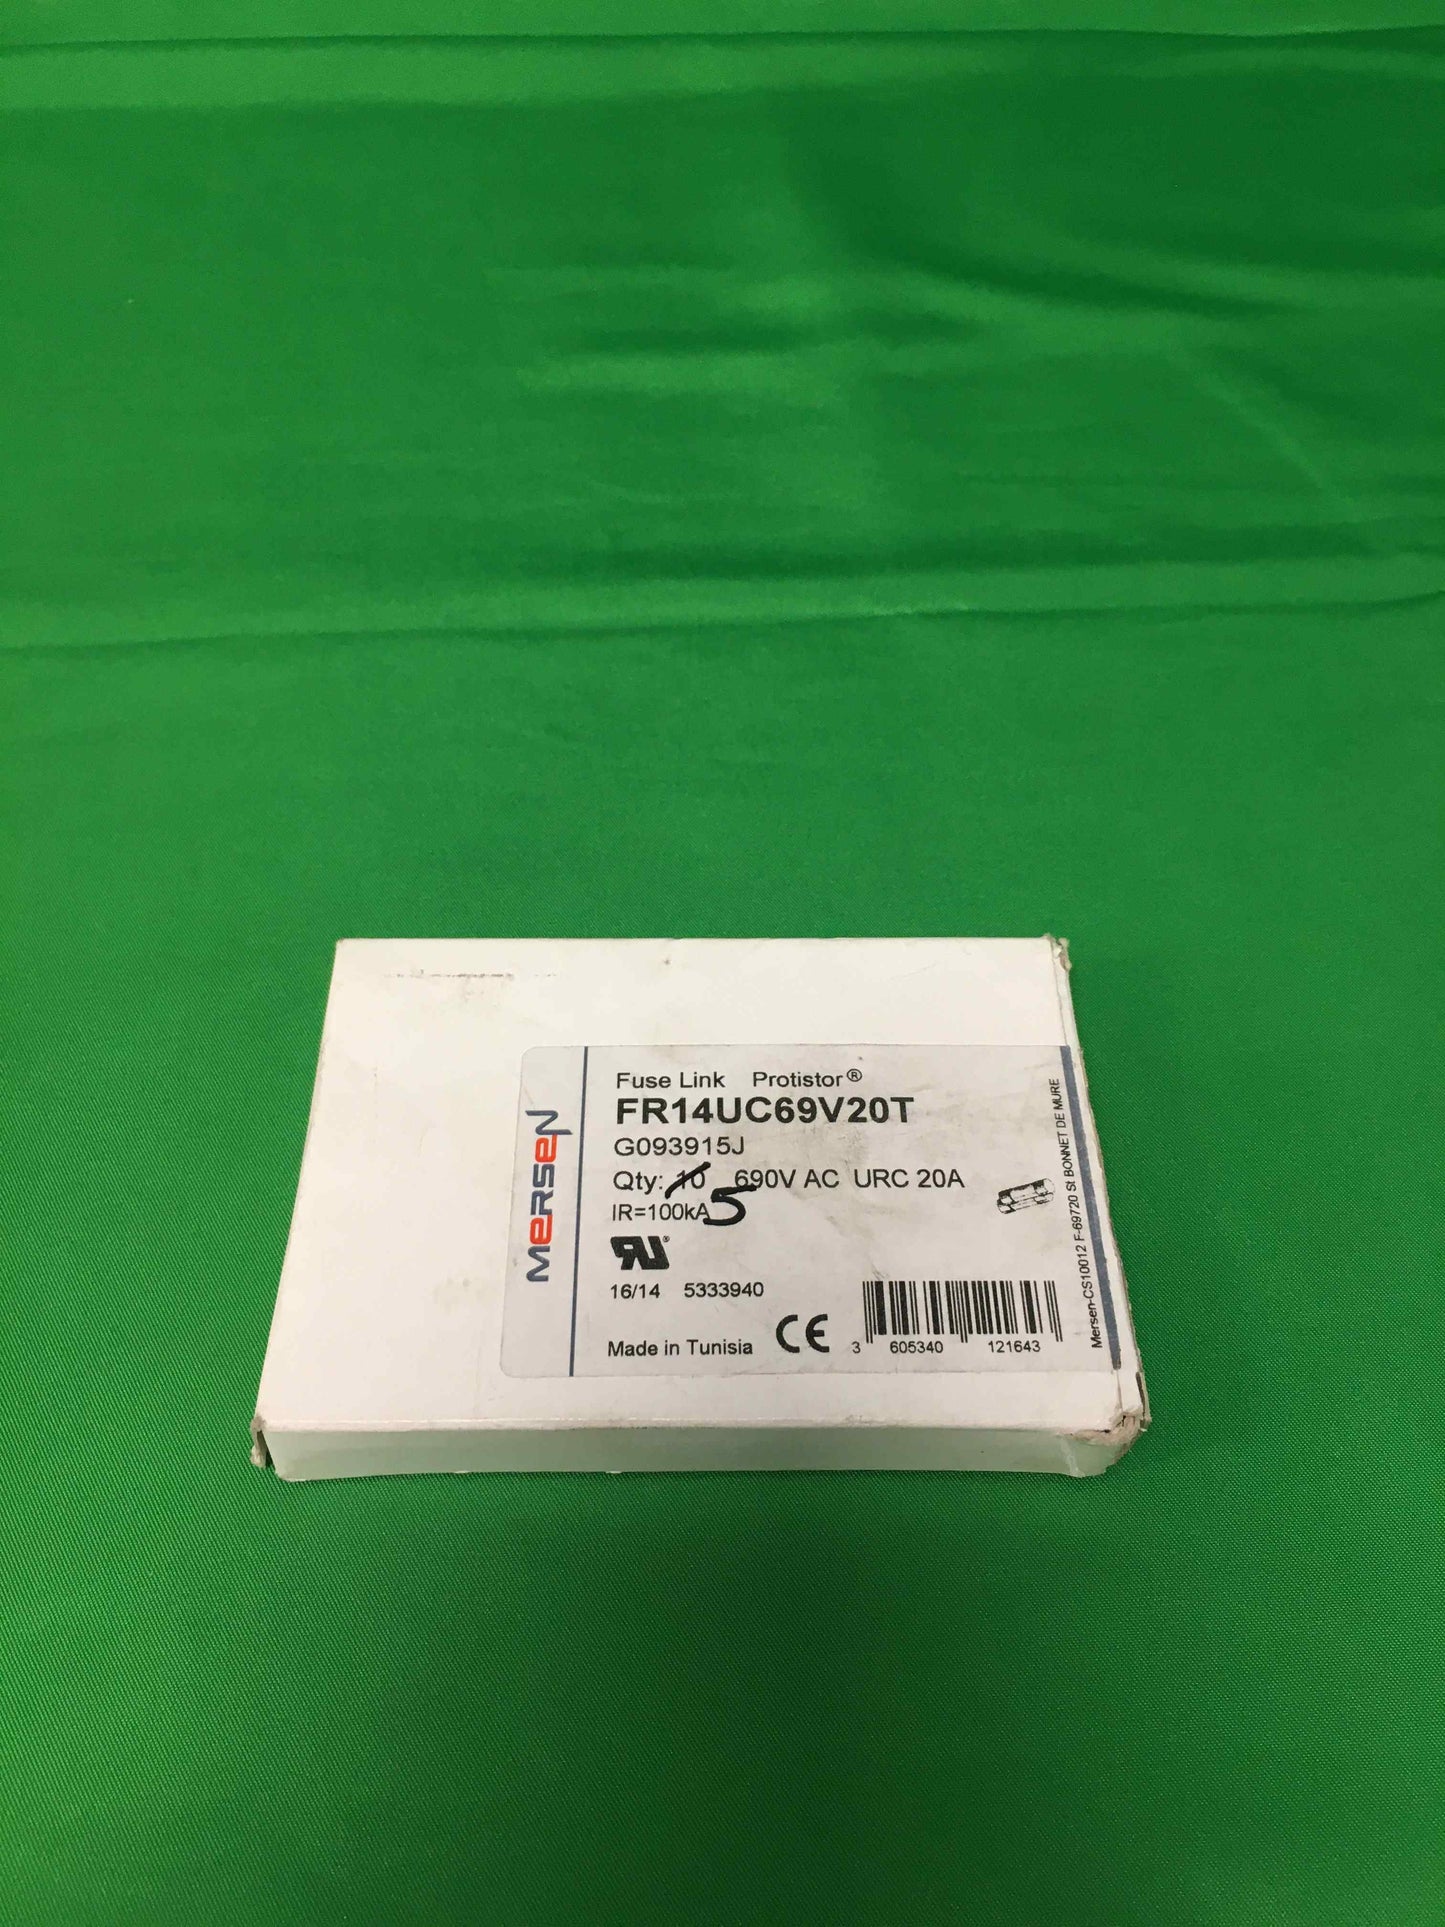 MERSEN
Fuse Link Protistor®
FR14UC69V20T
G093915J
Qty: 10 690V AC URC 20A
5
IR=100kA
RU®
16/14 5333940
Made in Tunisia CE 3 605340 121643
Mersen-CS10012 F-69720 St BONNET DE MURE